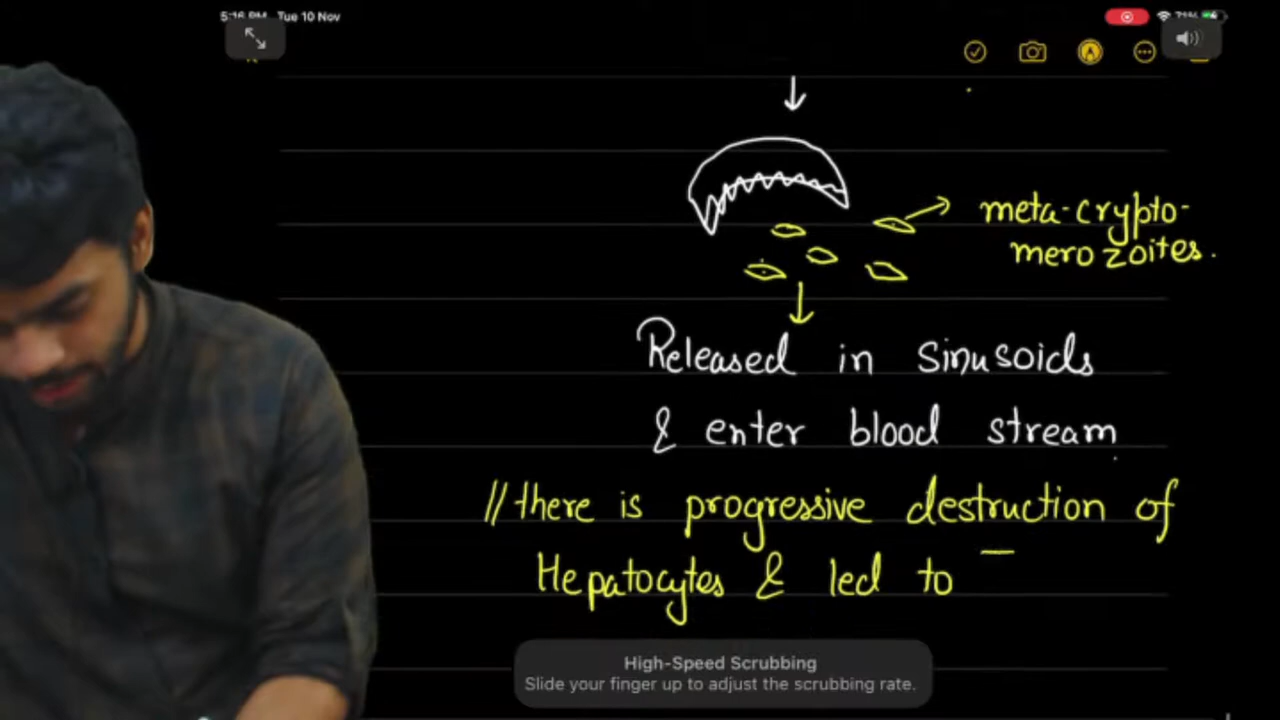 5:16 PM Tue 10 Nov
71%
meta-crypto-
merozoites.
Released in sinusoids
& enter blood stream
// there is progressive destruction of
Hepatocytes & led to
High-Speed Scrubbing
Slide your finger up to adjust the scrubbing rate.